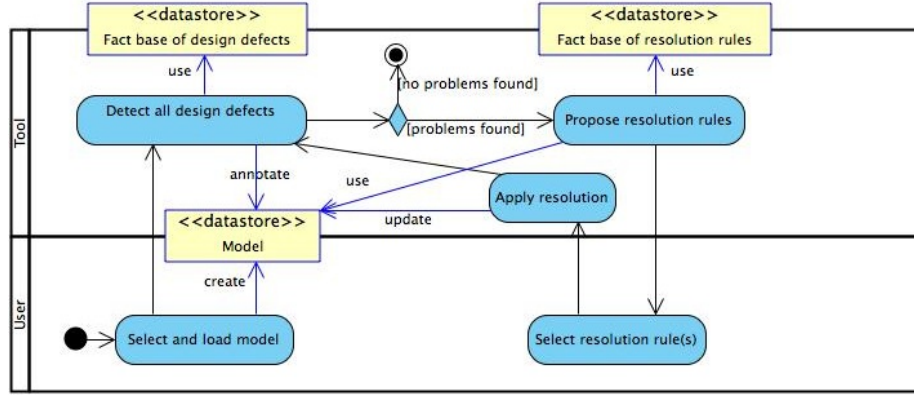 <<datastore>>
Fact base of design defects
<<datastore>>
Fact base of resolution rules
use
[no problems found]
use
Tool
Detect all design defects
[problems found]
Propose resolution rules
annotate
use
Apply resolution
<<datastore>>
Model
update
create
User
Select and load model
Select resolution rule(s)